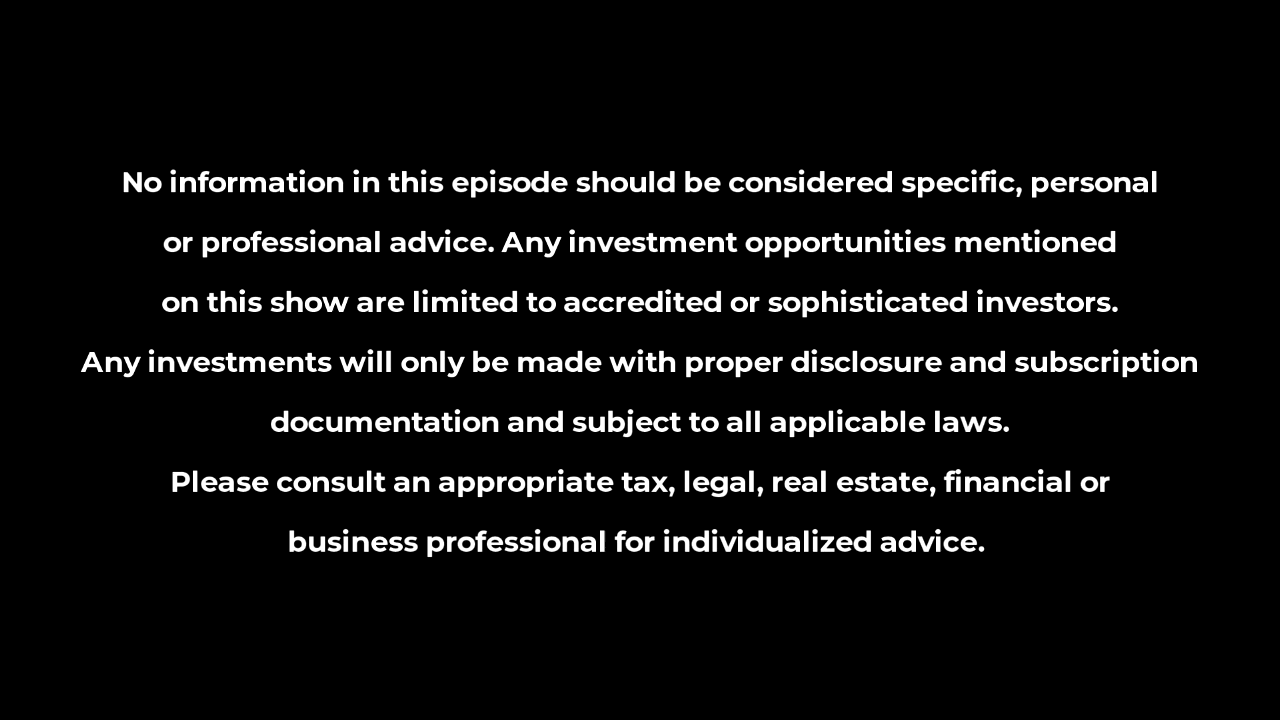 No information in this episode should be considered specific, personal
or professional advice. Any investment opportunities mentioned
on this show are limited to accredited or sophisticated investors.
Any investments will only be made with proper disclosure and subscription
documentation and subject to all applicable laws.
Please consult an appropriate tax, legal, real estate, financial or
business professional for individualized advice.